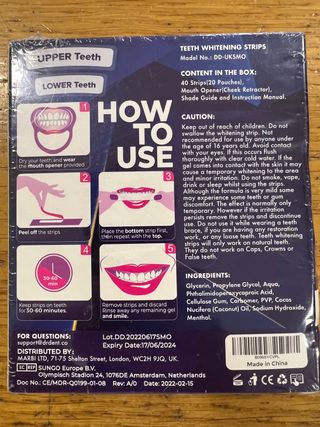 UPPER Teeth
LOWER Teeth
HOW
TO
USE
1
Dry your teeth and wear
the mouth opener provided
2
Peel off the strips
3
Place the bottom strip first,
then repeat with the top.
4
30-60
min
Keep strips on teeth
for 30-60 minutes.
5
Remove strips and discard
Rinse away any remaining gel
and smile.
TEETH WHITENING STRIPS
Model No.: DD-UKSMO
CONTENT IN THE BOX:
40 Strips(20 Pouches),
Mouth Opener(Cheek Retractor),
Shade Guide and Instruction Manual.
CAUTION:
Keep out of reach of children. Do not
swallow the whitening strip. Not
recommended for use by anyone under
the age of 16 years old. Avoid contact
with your eyes. If this occurs flush
thoroughly with clear cold water. If the
gel comes into contact with the skin it may
cause a temporary whitening to the area
and minor irritation. Do not smoke, vape,
drink or sleep whilst using the strips.
Although the formula is very mild some
may experience some teeth or gum
discomfort. The effect is normally only
temporary. However if the irritation
persists remove the strips and discontinue
use. Do not use it while wearing a teeth
brace, if you are having any restoration
work, or any loose teeth. Teeth whitening
strips will only work on natural teeth.
They do not work on Caps, Crowns or
False teeth.
INGREDIENTS:
Glycerin, Propylene Glycol, Aqua,
Phthalimidoperoxycaproic Acid,
Cellulose Gum, Carbomer, PVP, Cocos
Nucifera (Coconut) Oil, Sodium Hydroxide,
Menthol.
FOR QUESTIONS:
support@drdent.co
DISTRIBUTED BY:
MARBI LTD, 71-75 Shelton Street, London, WC2H 9JQ, UK.
EC REP SUNGO Europe B.V.
Olympisch Stadion 24, 1076DE Amsterdam, Netherlands
Doc No.: CE/MDR-Q0199-01-08 Rev.: A/0 Date: 2022-02-15
Lot.DD.20220617SMO
Expiry Date:17/06/2024
Made in China